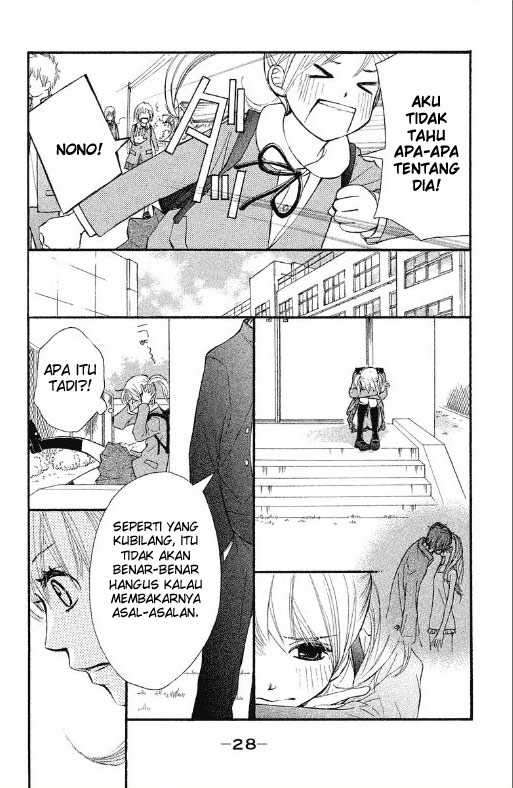 AKU
TIDAK
TAHU
APA-APA
TENTANG
DIA!
NONO!
APA ITU
TADI?!
SEPERTI YANG
KUBILANG, ITU
TIDAK AKAN
BENAR-BENAR
HANGUS KALAU
MEMBAKARNYA
ASAL-ASALAN.
-28-